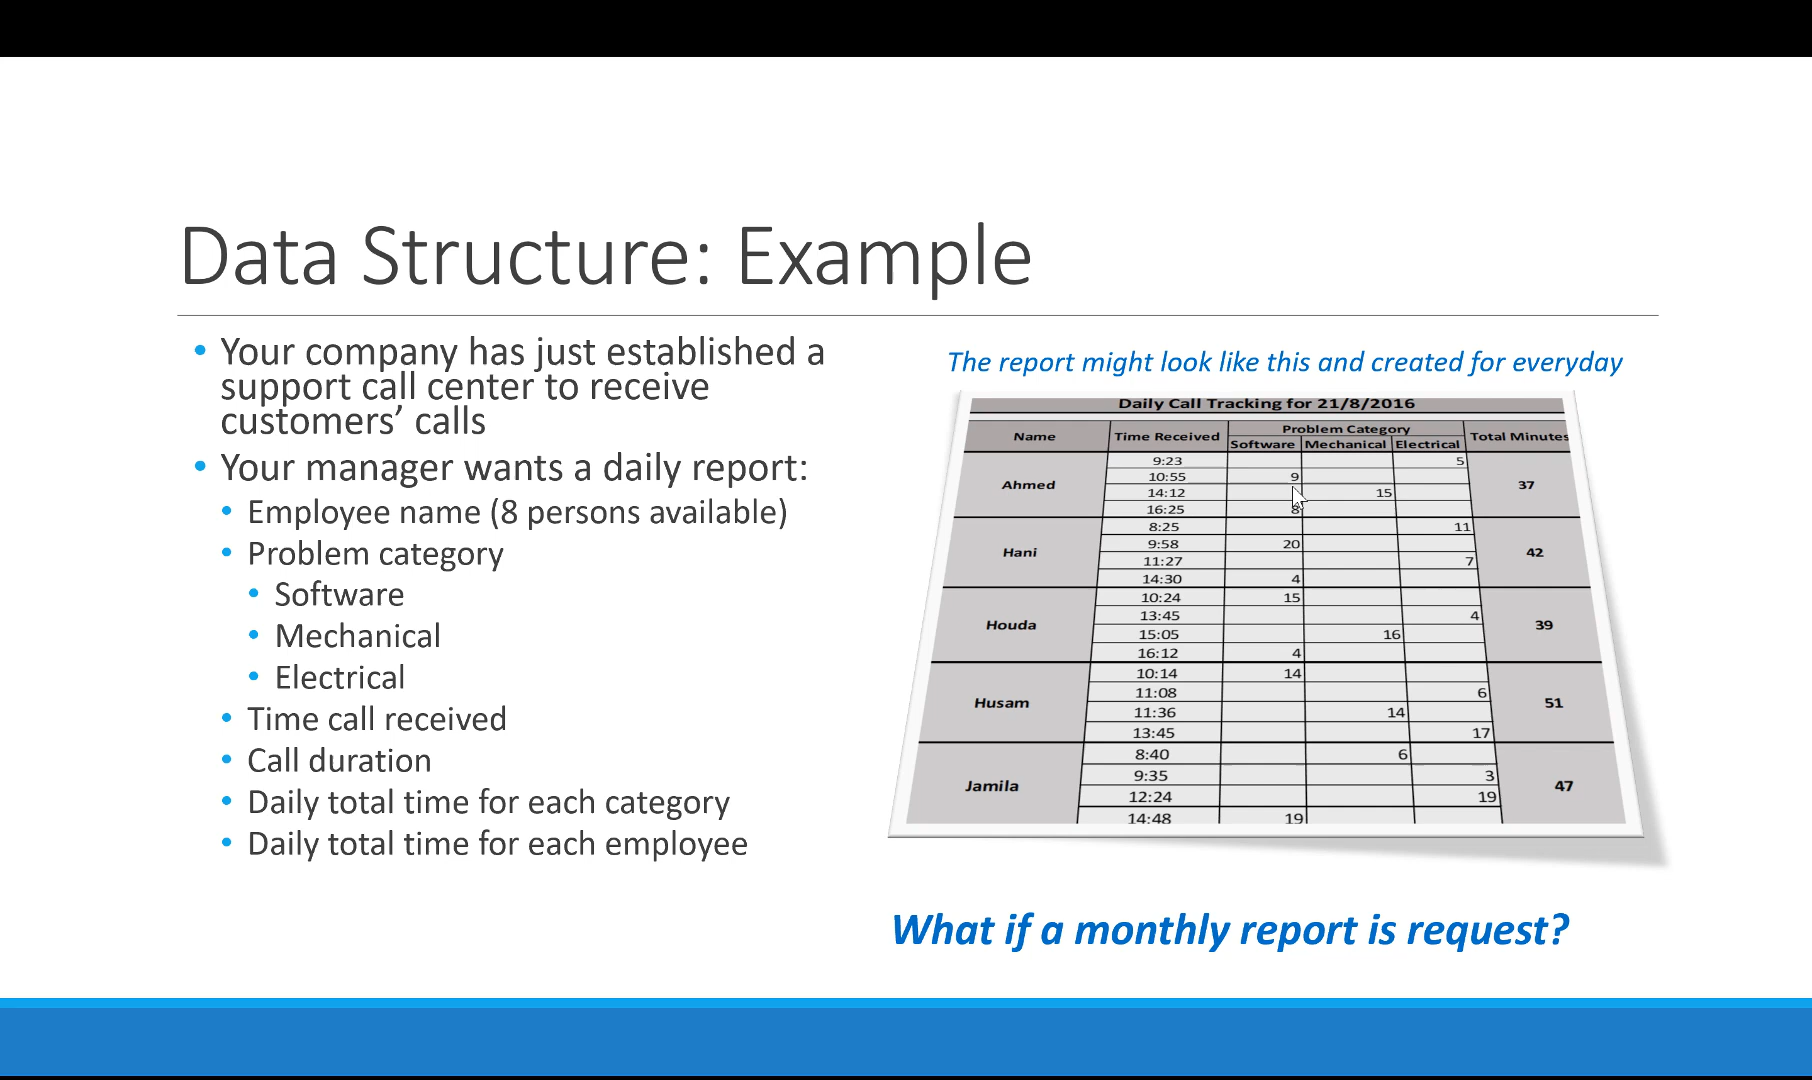 Data Structure: Example
• Your company has just established a
support call center to receive
customers’ calls
• Your manager wants a daily report:
• Employee name (8 persons available)
• Problem category
• Software
• Mechanical
• Electrical
• Time call received
• Call duration
• Daily total time for each category
• Daily total time for each employee
The report might look like this and created for everyday
Daily Call Tracking for 21/8/2016
Name Time Received Problem Category Total Minutes
Software Mechanical Electrical
Ahmed 37
9:23 5
10:55 9
14:12 15
16:25 8
Hani 42
8:25 11
9:58 20
11:27 7
14:30 4
Houda 39
10:24 15
13:45 4
15:05 16
16:12 4
Husam 51
10:14 14
11:08 6
11:36 14
13:45 17
Jamila 47
8:40 6
9:35 3
12:24 19
14:48 19
What if a monthly report is request?